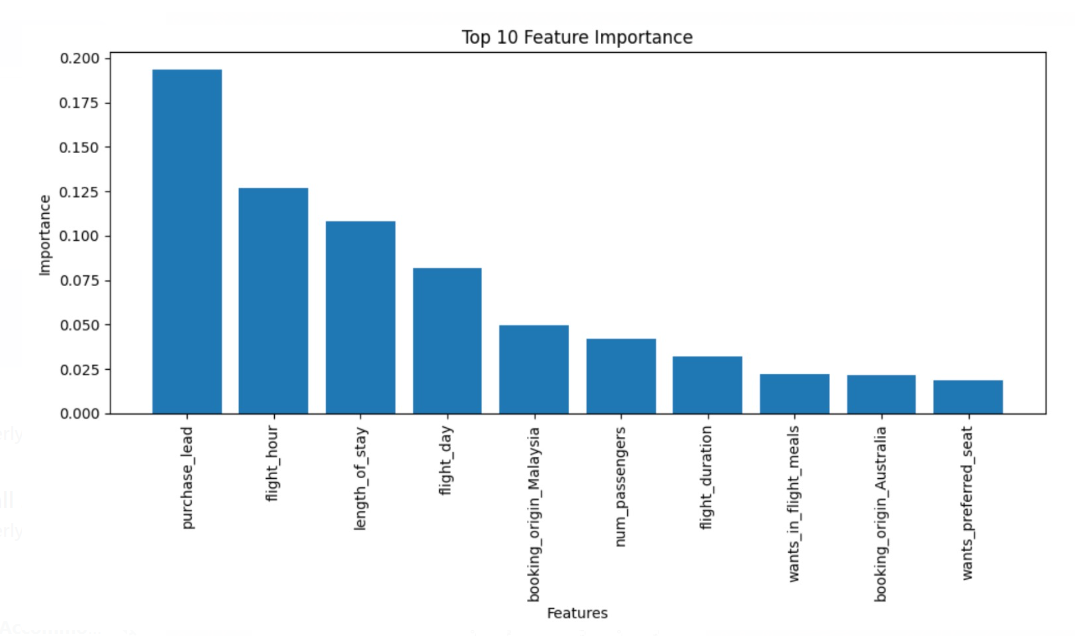 Top 10 Feature Importance
0.200
0.175
0.150
0.125
0.100
0.075
0.050
0.025
0.000
Importance
purchase_lead
flight_hour
length_of_stay
flight_day
booking_origin_Malaysia
num_passengers
flight_duration
wants_in_flight_meals
booking_origin_Australia
wants_preferred_seat
Features